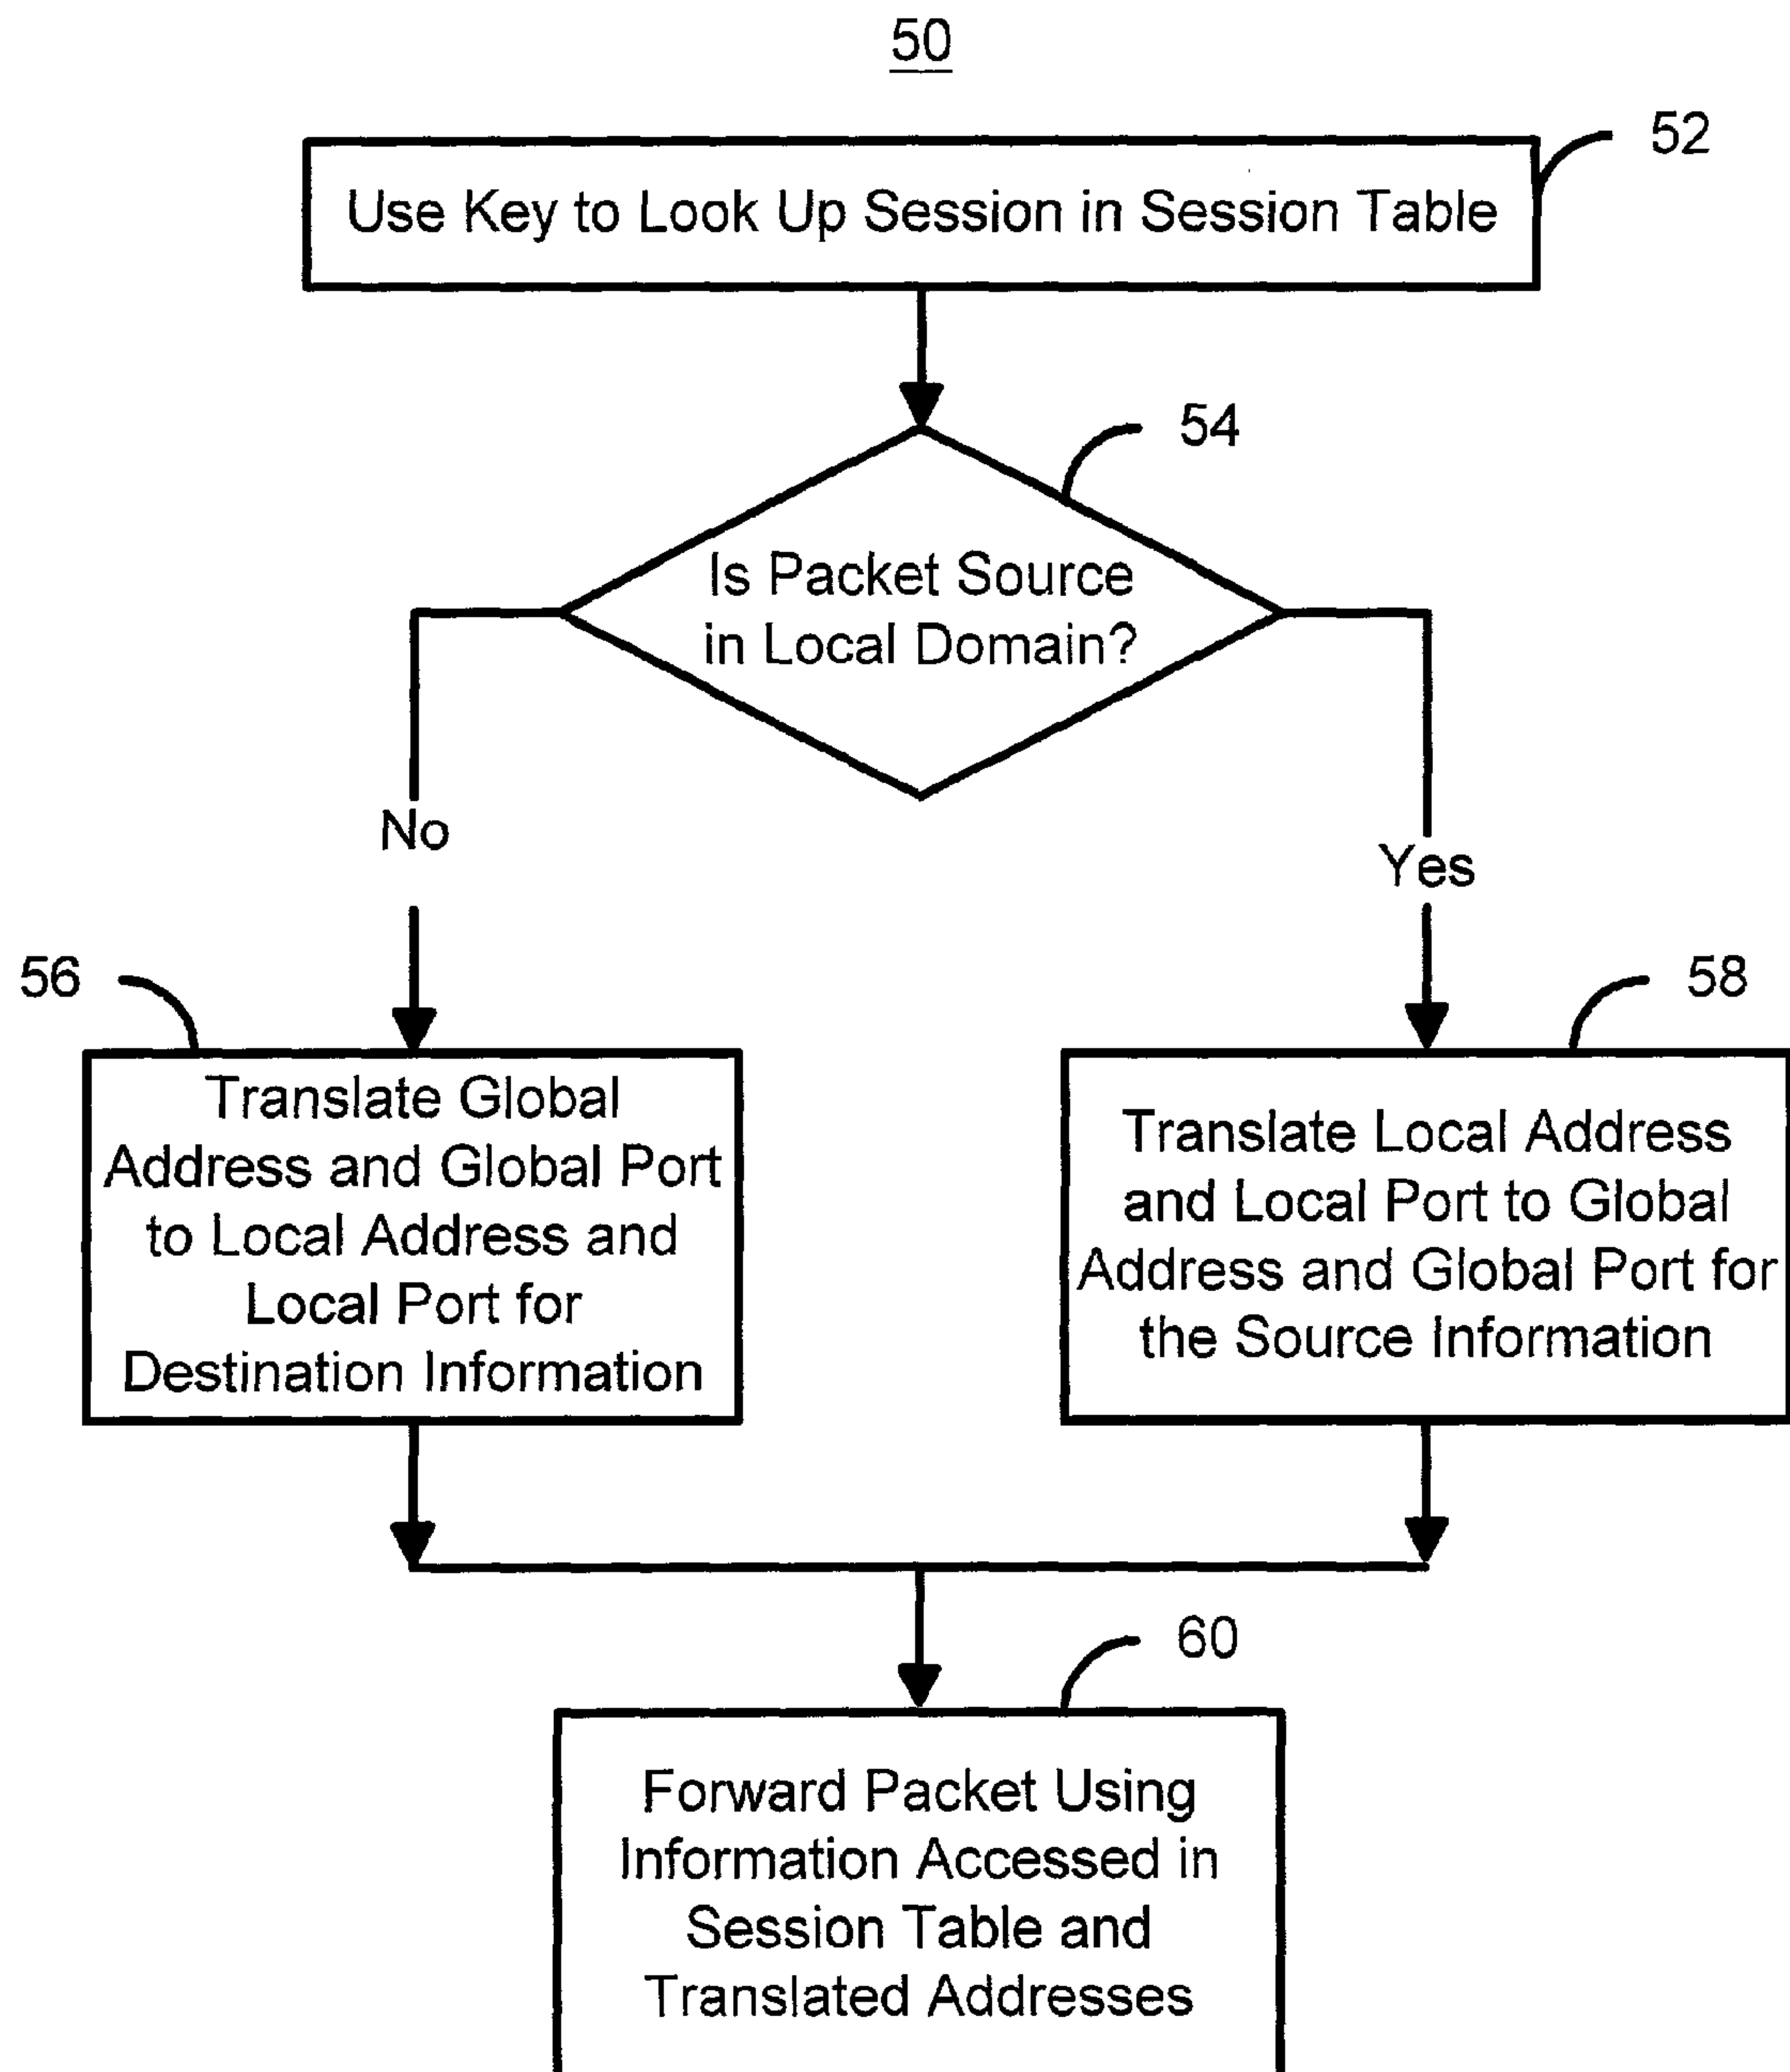 50
52
Use Key to Look Up Session in Session Table
54
Is Packet Source
in Local Domain?
No
Yes
56
58
Translate Global
Address and Global Port
to Local Address and
Local Port for
Destination Information
Translate Local Address
and Local Port to Global
Address and Global Port for
the Source Information
60
Forward Packet Using
Information Accessed in
Session Table and
Translated Addresses